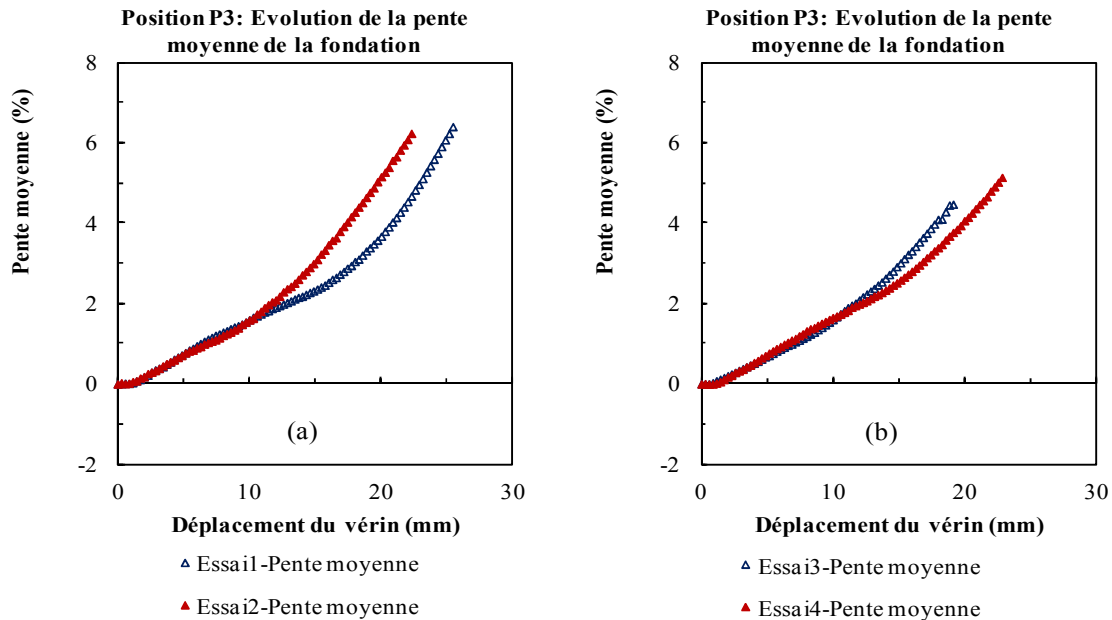 Position P3: Evolution de la pente
moyenne de la fondation
8
6
4
2
0
-2
Pente moyenne (%)
(a)
0 10 20 30
Déplacement du vérin (mm)
Essai1-Pente moyenne
Essai2-Pente moyenne
Position P3: Evolution de la pente
moyenne de la fondation
8
6
4
2
0
-2
Pente moyenne (%)
(b)
0 10 20 30
Déplacement du vérin (mm)
Essai3-Pente moyenne
Essai4-Pente moyenne